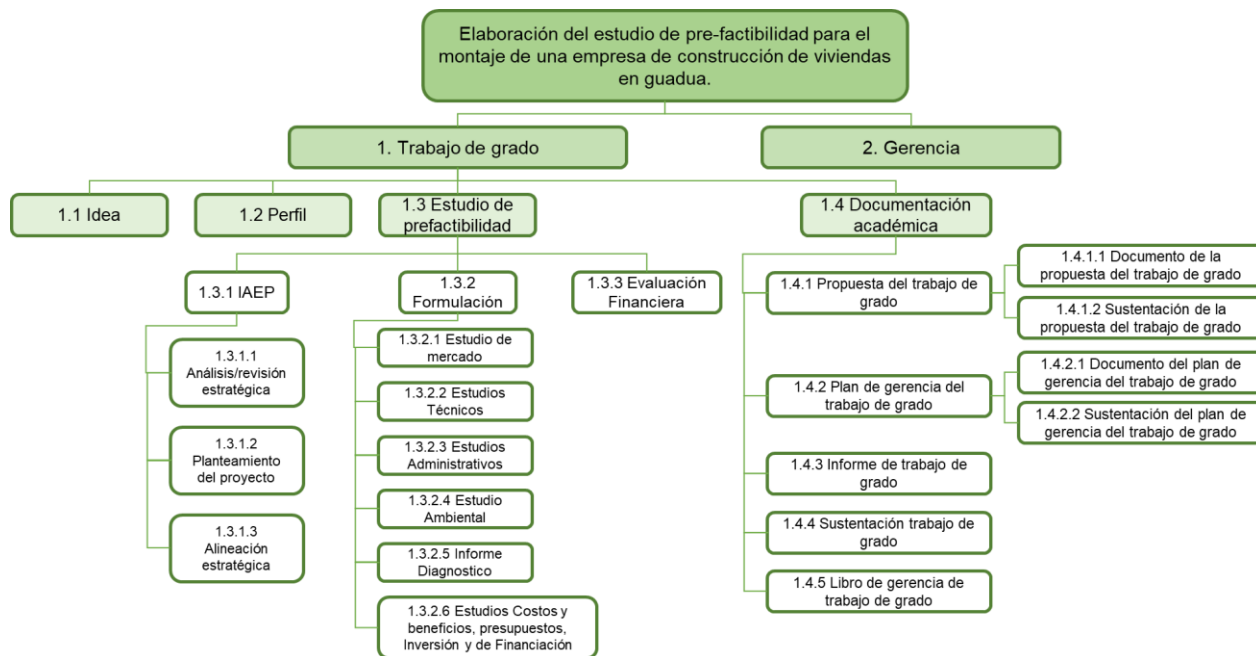 Elaboración del estudio de pre-factibilidad para el
montaje de una empresa de construcción de viviendas
en guadua.
1. Trabajo de grado
2. Gerencia
1.1 Idea
1.2 Perfil
1.3 Estudio de
prefactibilidad
1.4 Documentación
académica
1.3.1 IAEP
1.3.1.1
Análisis/revisión
estratégica
1.3.1.2
Planteamiento
del proyecto
1.3.1.3
Alineación
estratégica
1.3.2
Formulación
1.3.2.1 Estudio de
mercado
1.3.2.2 Estudios
Técnicos
1.3.2.3 Estudios
Administrativos
1.3.2.4 Estudio
Ambiental
1.3.2.5 Informe
Diagnostico
1.3.2.6 Estudios Costos y
beneficios, presupuestos,
Inversión y de Financiación
1.3.3 Evaluación
Financiera
1.4.1 Propuesta del trabajo de
grado
1.4.1.1 Documento de la
propuesta del trabajo de grado
1.4.1.2 Sustentación de la
propuesta del trabajo de grado
1.4.2 Plan de gerencia del
trabajo de grado
1.4.2.1 Documento del plan de
gerencia del trabajo de grado
1.4.2.2 Sustentación del plan de
gerencia del trabajo de grado
1.4.3 Informe de trabajo de
grado
1.4.4 Sustentación trabajo de
grado
1.4.5 Libro de gerencia de
trabajo de grado